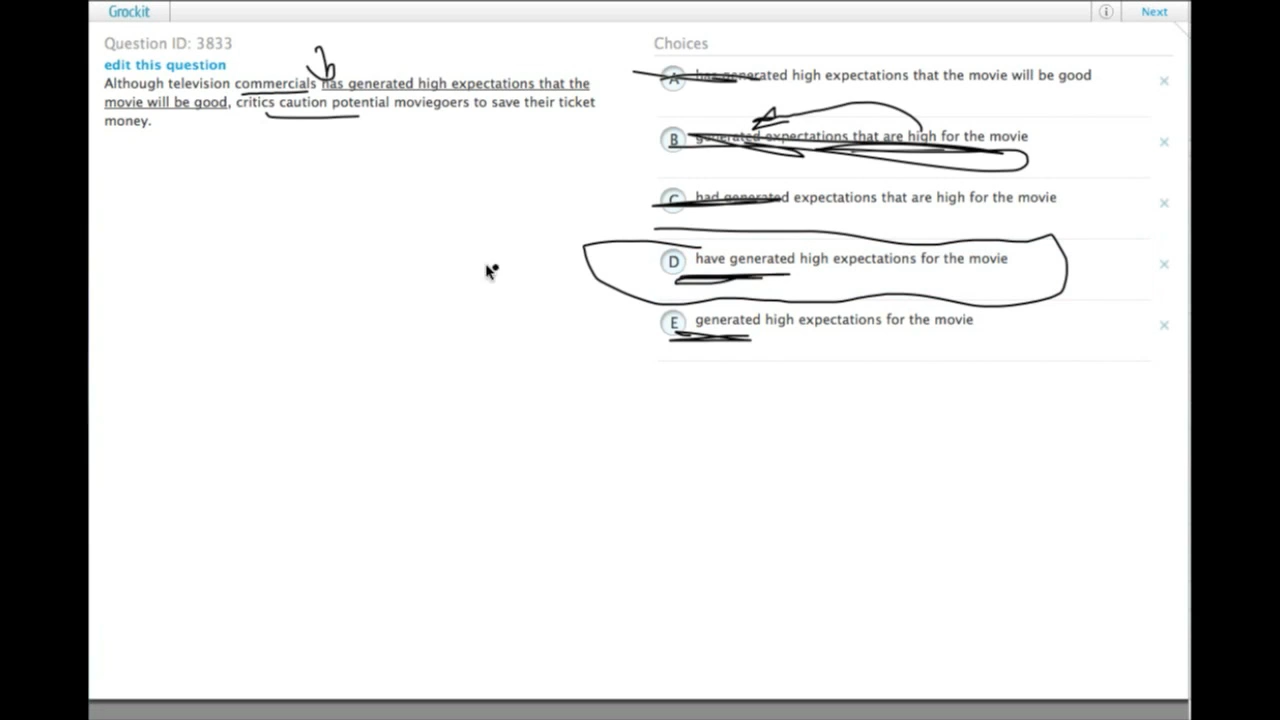 Grockit
Next
Question ID: 3833
edit this question
Although television commercials has generated high expectations that the
movie will be good, critics caution potential moviegoers to save their ticket
money.
Choices
A has generated high expectations that the movie will be good
B generated expectations that are high for the movie
C had generated expectations that are high for the movie
D have generated high expectations for the movie
E generated high expectations for the movie